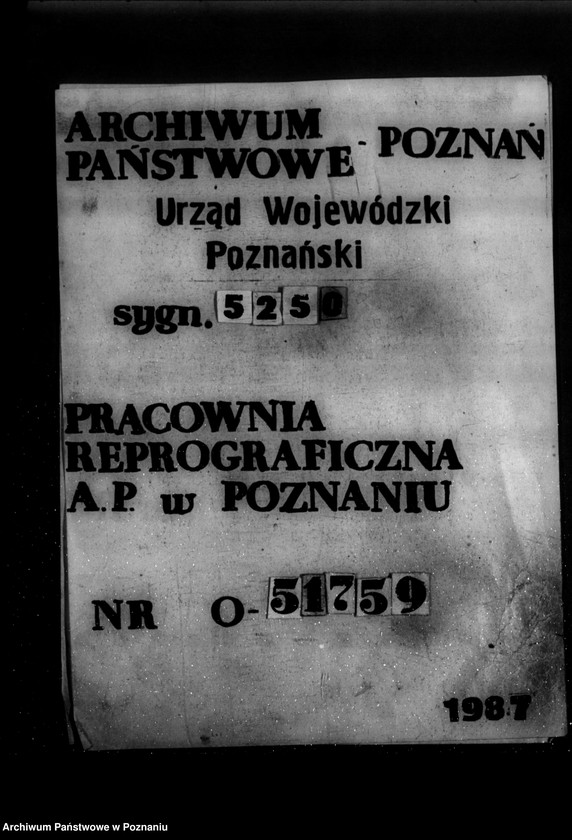 ARCHIWUM
PAŃSTWOWE - POZNAŃ
Urząd Wojewódzki
Poznański
sygn. 5250
PRACOWNIA
REPROGRAFICZNA
A.P. w POZNANIU
NR O-51759
1987
Archiwum Państwowe w Poznaniu